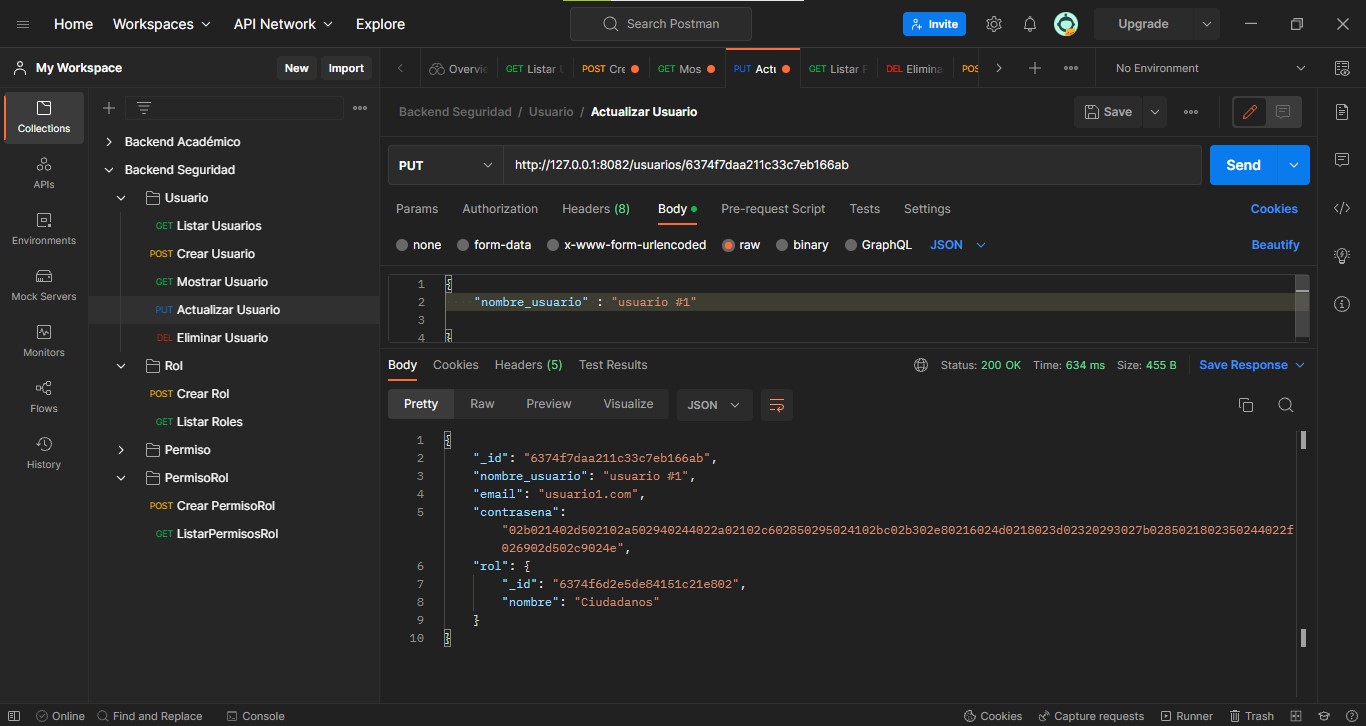 Home Workspaces API Network Explore Search Postman Invite Upgrade
My Workspace New Import Overvie GET Listar POST Cre GET Mos PUT Actu GET Listar DEL Elimina POS No Environment
Backend Seguridad / Usuario / Actualizar Usuario Save
Collections
APIs
Environments
Mock Servers
Monitors
Flows
History
Backend Académico
Backend Seguridad
Usuario
GET Listar Usuarios
POST Crear Usuario
GET Mostrar Usuario
PUT Actualizar Usuario
DEL Eliminar Usuario
Rol
POST Crear Rol
GET Listar Roles
Permiso
PermisoRol
POST Crear PermisoRol
GET ListarPermisosRol
PUT http://127.0.0.1:8082/usuarios/6374f7daa211c33c7eb166ab Send
Params Authorization Headers (8) Body Pre-request Script Tests Settings Cookies
none form-data x-www-form-urlencoded raw binary GraphQL JSON Beautify
1 {
2 "nombre_usuario" : "usuario #1"
3
4 }
Body Cookies Headers (5) Test Results Status: 200 OK Time: 634 ms Size: 455 B Save Response
Pretty Raw Preview Visualize JSON
1 {
2 "_id": "6374f7daa211c33c7eb166ab",
3 "nombre_usuario": "usuario #1",
4 "email": "usuario1.com",
5 "contrasena":
"02b021402d502102a502940244022a02102c602850295024102bc02b302e80216024d0218023d02320293027b0285021802350244022f
026902d502c9024e",
6 "rol": {
7 "_id": "6374f6d2e5de84151c21e802",
8 "nombre": "Ciudadanos"
9 }
10 }
Online Find and Replace Console Cookies Capture requests Runner Trash